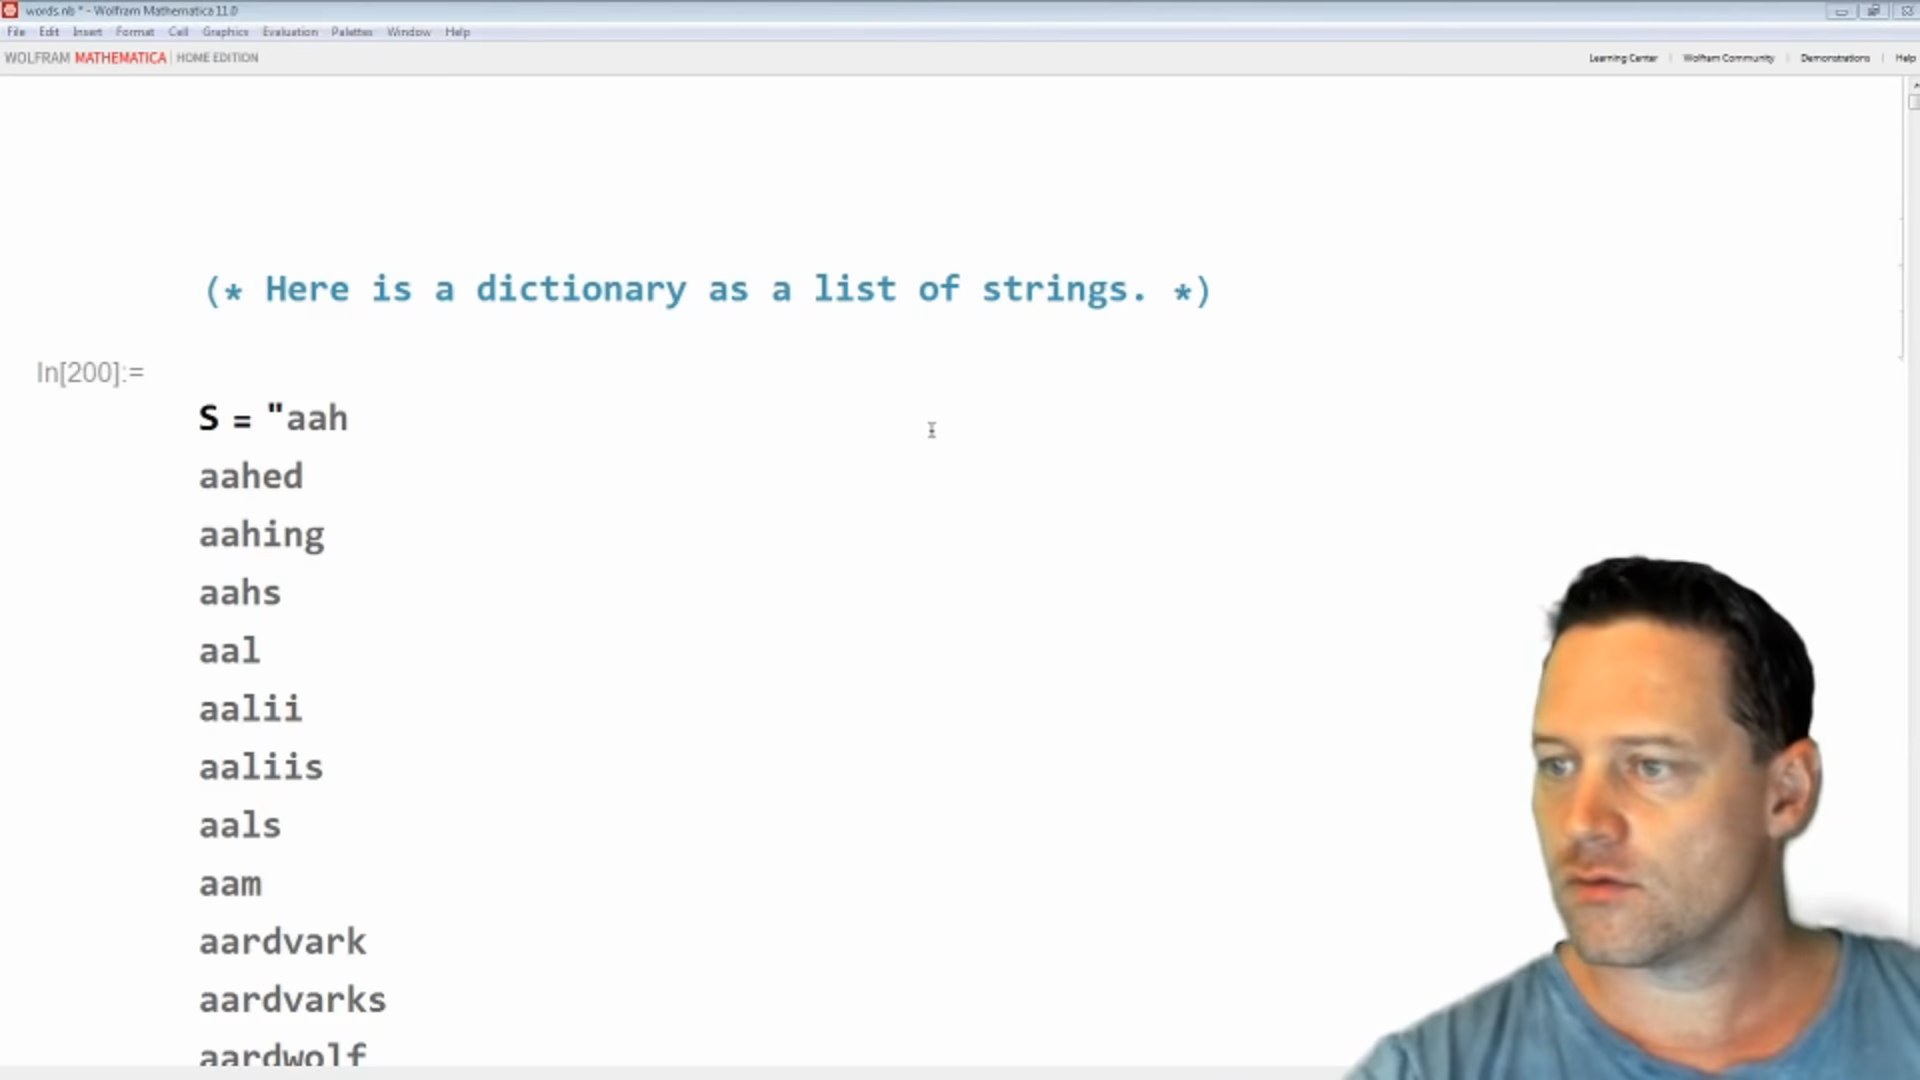 words.nb * - Wolfram Mathematica 11.0
File Edit Insert Format Cell Graphics Evaluation Palettes Window Help
WOLFRAM MATHEMATICA | HOME EDITION Learning Center | Wolfram Community | Demonstrations | Help
(* Here is a dictionary as a list of strings. *)
In[200]:=
S = "aah
aahed
aahing
aahs
aal
aalii
aaliis
aals
aam
aardvark
aardvarks
aardwolf